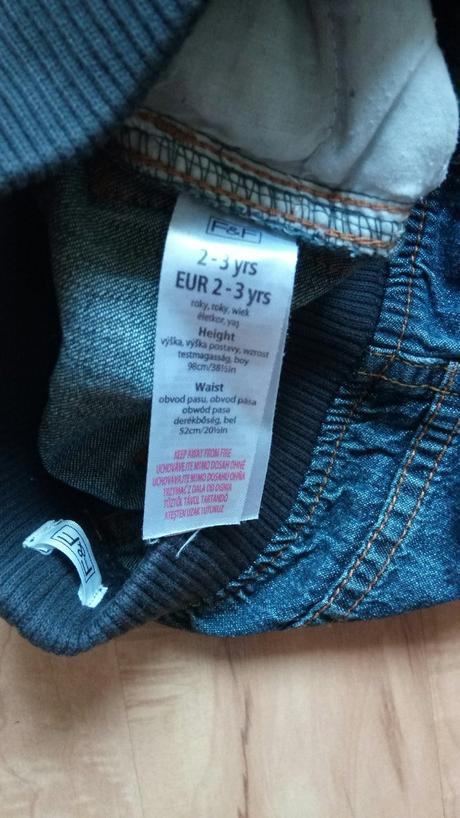 F&F
2 - 3 yrs
EUR 2 - 3 yrs
roky, roky, wiek
életkor, yaş
Height
výška, výška postavy, wzrost
testmagasság, boy
98cm/38½in
Waist
obvod pasu, obvod pása
obwód pasa
derékbőség, bel
52cm/20½in
KEEP AWAY FROM FIRE
UCHOVÁVEJTE MIMO DOSAH OHNĚ
UCHOVÁVAJTE MIMO DOSAHU OHŇA
TRZYMAĆ Z DALA OD OGNIA
TŰZTŐL TÁVOL TARTANDÓ
ATEŞTEN UZAK TUTUNUZ
F&F